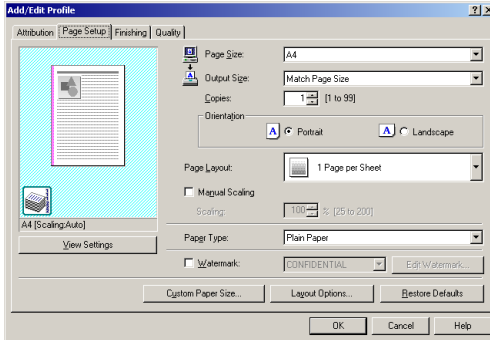 Add/Edit Profile
Attribution Page Setup Finishing Quality
Page Size: A4
Output Size: Match Page Size
Copies: 1 [1 to 99]
Orientation
A Portrait A Landscape
Page Layout: 1 Page per Sheet
Manual Scaling
Scaling: 100 % [25 to 200]
A4 [Scaling:Auto]
View Settings
Paper Type: Plain Paper
Watermark: CONFIDENTIAL Edit Watermark...
Custom Paper Size... Layout Options... Restore Defaults
OK Cancel Help